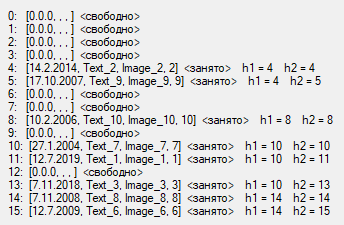 0: [0.0.0, , , ] <свободно>
1: [0.0.0, , , ] <свободно>
2: [0.0.0, , , ] <свободно>
3: [0.0.0, , , ] <свободно>
4: [14.2.2014, Text_2, Image_2, 2] <занято> h1 = 4 h2 = 4
5: [17.10.2007, Text_9, Image_9, 9] <занято> h1 = 4 h2 = 5
6: [0.0.0, , , ] <свободно>
7: [0.0.0, , , ] <свободно>
8: [10.2.2006, Text_10, Image_10, 10] <занято> h1 = 8 h2 = 8
9: [0.0.0, , , ] <свободно>
10: [27.1.2004, Text_7, Image_7, 7] <занято> h1 = 10 h2 = 10
11: [12.7.2019, Text_1, Image_1, 1] <занято> h1 = 10 h2 = 11
12: [0.0.0, , , ] <свободно>
13: [7.11.2018, Text_3, Image_3, 3] <занято> h1 = 10 h2 = 13
14: [7.11.2008, Text_8, Image_8, 8] <занято> h1 = 14 h2 = 14
15: [12.7.2009, Text_6, Image_6, 6] <занято> h1 = 14 h2 = 15